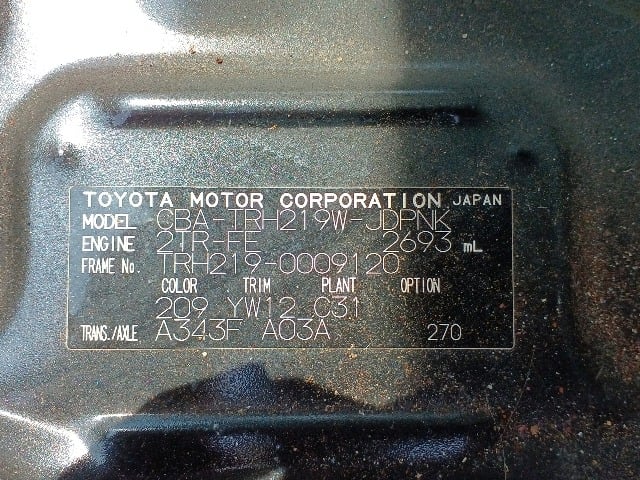 TOYOTA MOTOR CORPORATION JAPAN
MODEL CBA-TRH219W-JDPNK
ENGINE 2TR-FE 2693 mL
FRAME No. TRH219-0009120
COLOR TRIM PLANT OPTION
209 YW12 C31
TRANS./AXLE A343F A03A 270